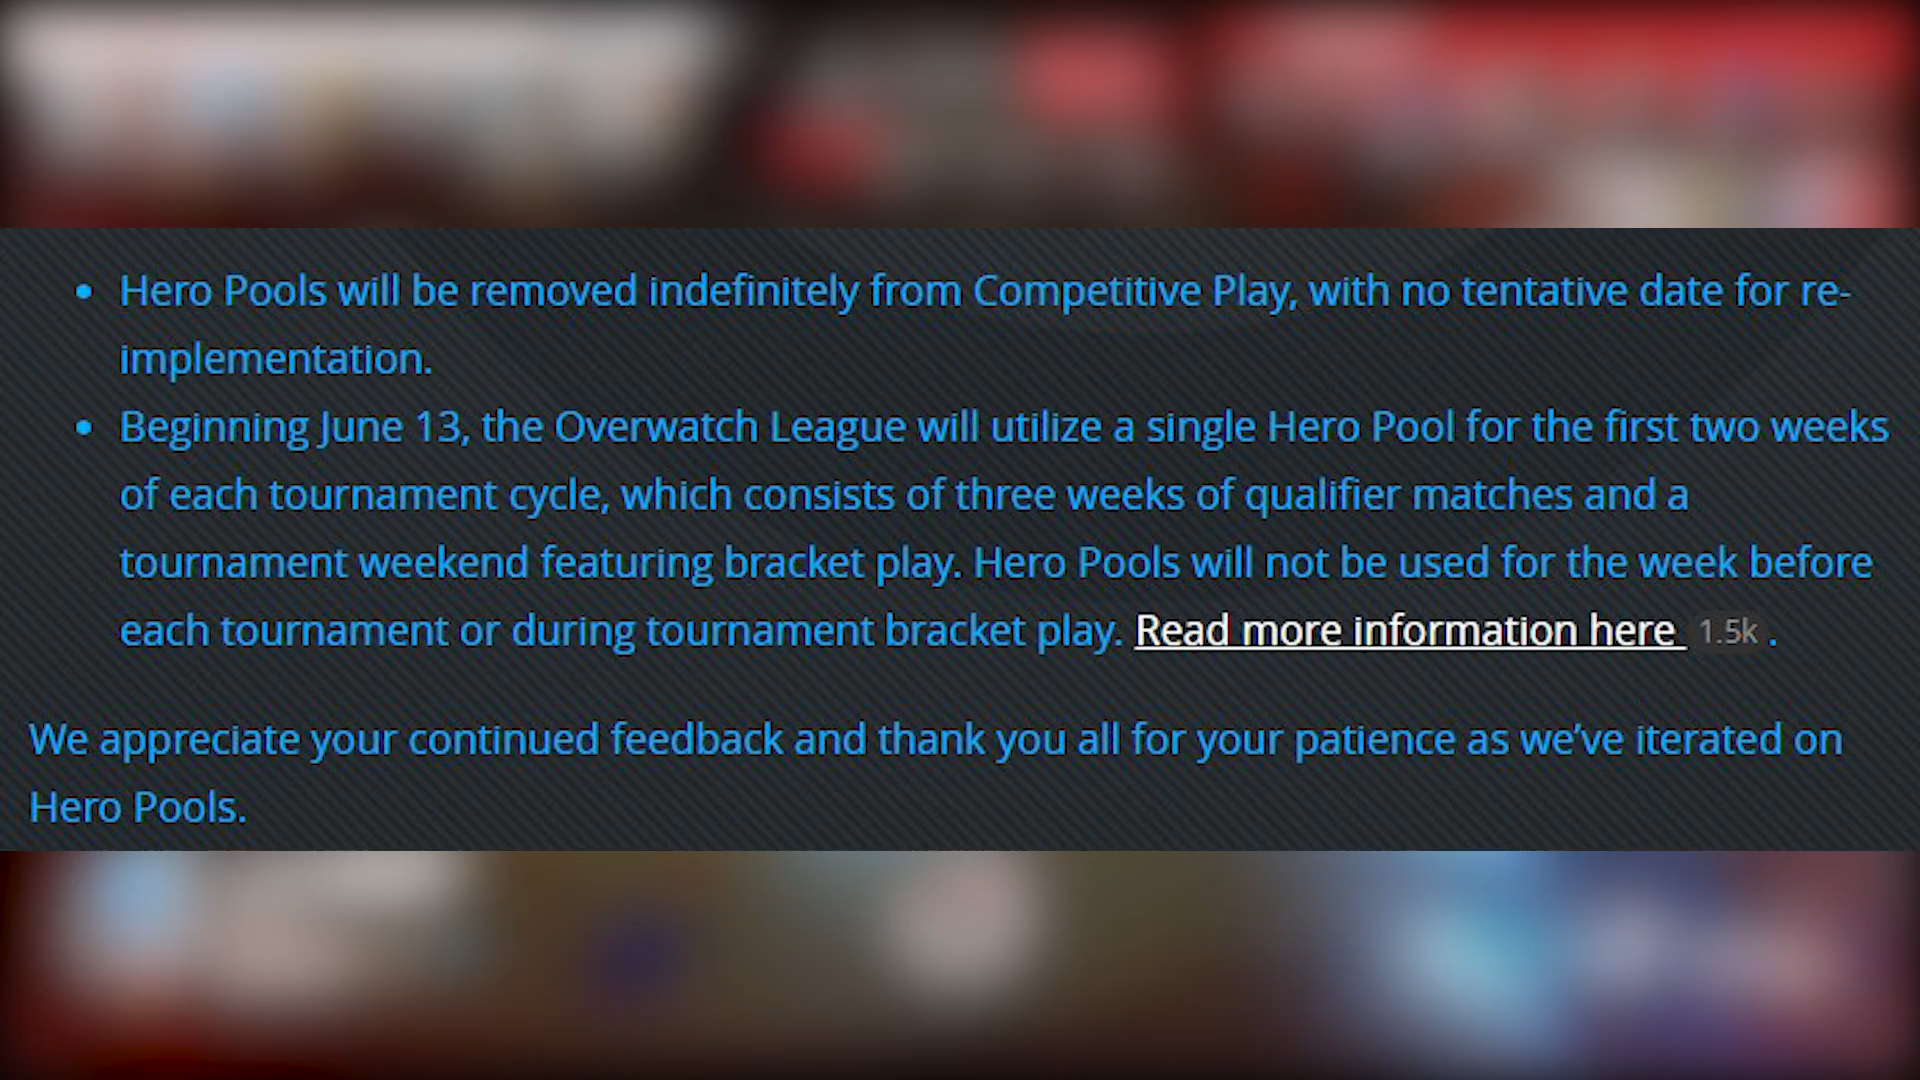 • Hero Pools will be removed indefinitely from Competitive Play, with no tentative date for re-
implementation.
• Beginning June 13, the Overwatch League will utilize a single Hero Pool for the first two weeks
of each tournament cycle, which consists of three weeks of qualifier matches and a
tournament weekend featuring bracket play. Hero Pools will not be used for the week before
each tournament or during tournament bracket play. Read more information here 1.5k .
We appreciate your continued feedback and thank you all for your patience as we’ve iterated on
Hero Pools.